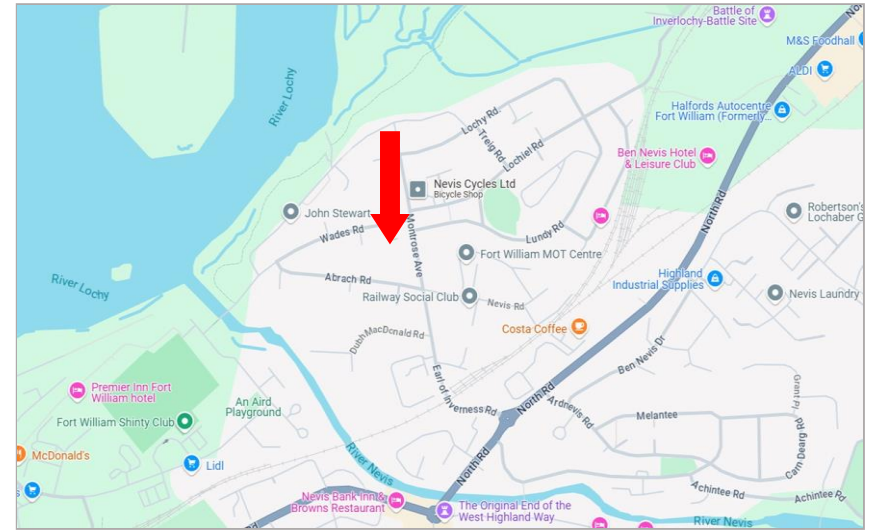 Battle of
Inverlochy-Battle Site
North
M&S Foodhall
ALDI
River Lochy
Halfords Autocentre
Fort William (Formerly...
Lochy Rd
Treig Rd
Lochiel Rd
Ben Nevis Hotel
& Leisure Club
Nevis Cycles Ltd
Bicycle Shop
North Rd
John Stewart
Robertson's
Lochaber G
Wades Rd
Montrose Ave
Lundy Rd
Fort William MOT Centre
Abrach Rd
Highland
Industrial Supplies
River Lochy
Railway Social Club
Nevis Rd
Nevis Laundry
Dubh MacDonald Rd
Costa Coffee
Ben Nevis Dr
Earl of Inverness Rd
Premier Inn Fort
William hotel
Grant Pl
An Aird
Playground
North Rd
Ardnevis Rd
Melantee
Fort William Shinty Club
Carn Dearg Rd
McDonald's
Lidl
River Nevis
North Rd
Achintee Rd
Achintee Rd
s
Nevis Bank Inn &
Browns Restaurant
The Original End of the
West Highland Way
River Nevis
Rd